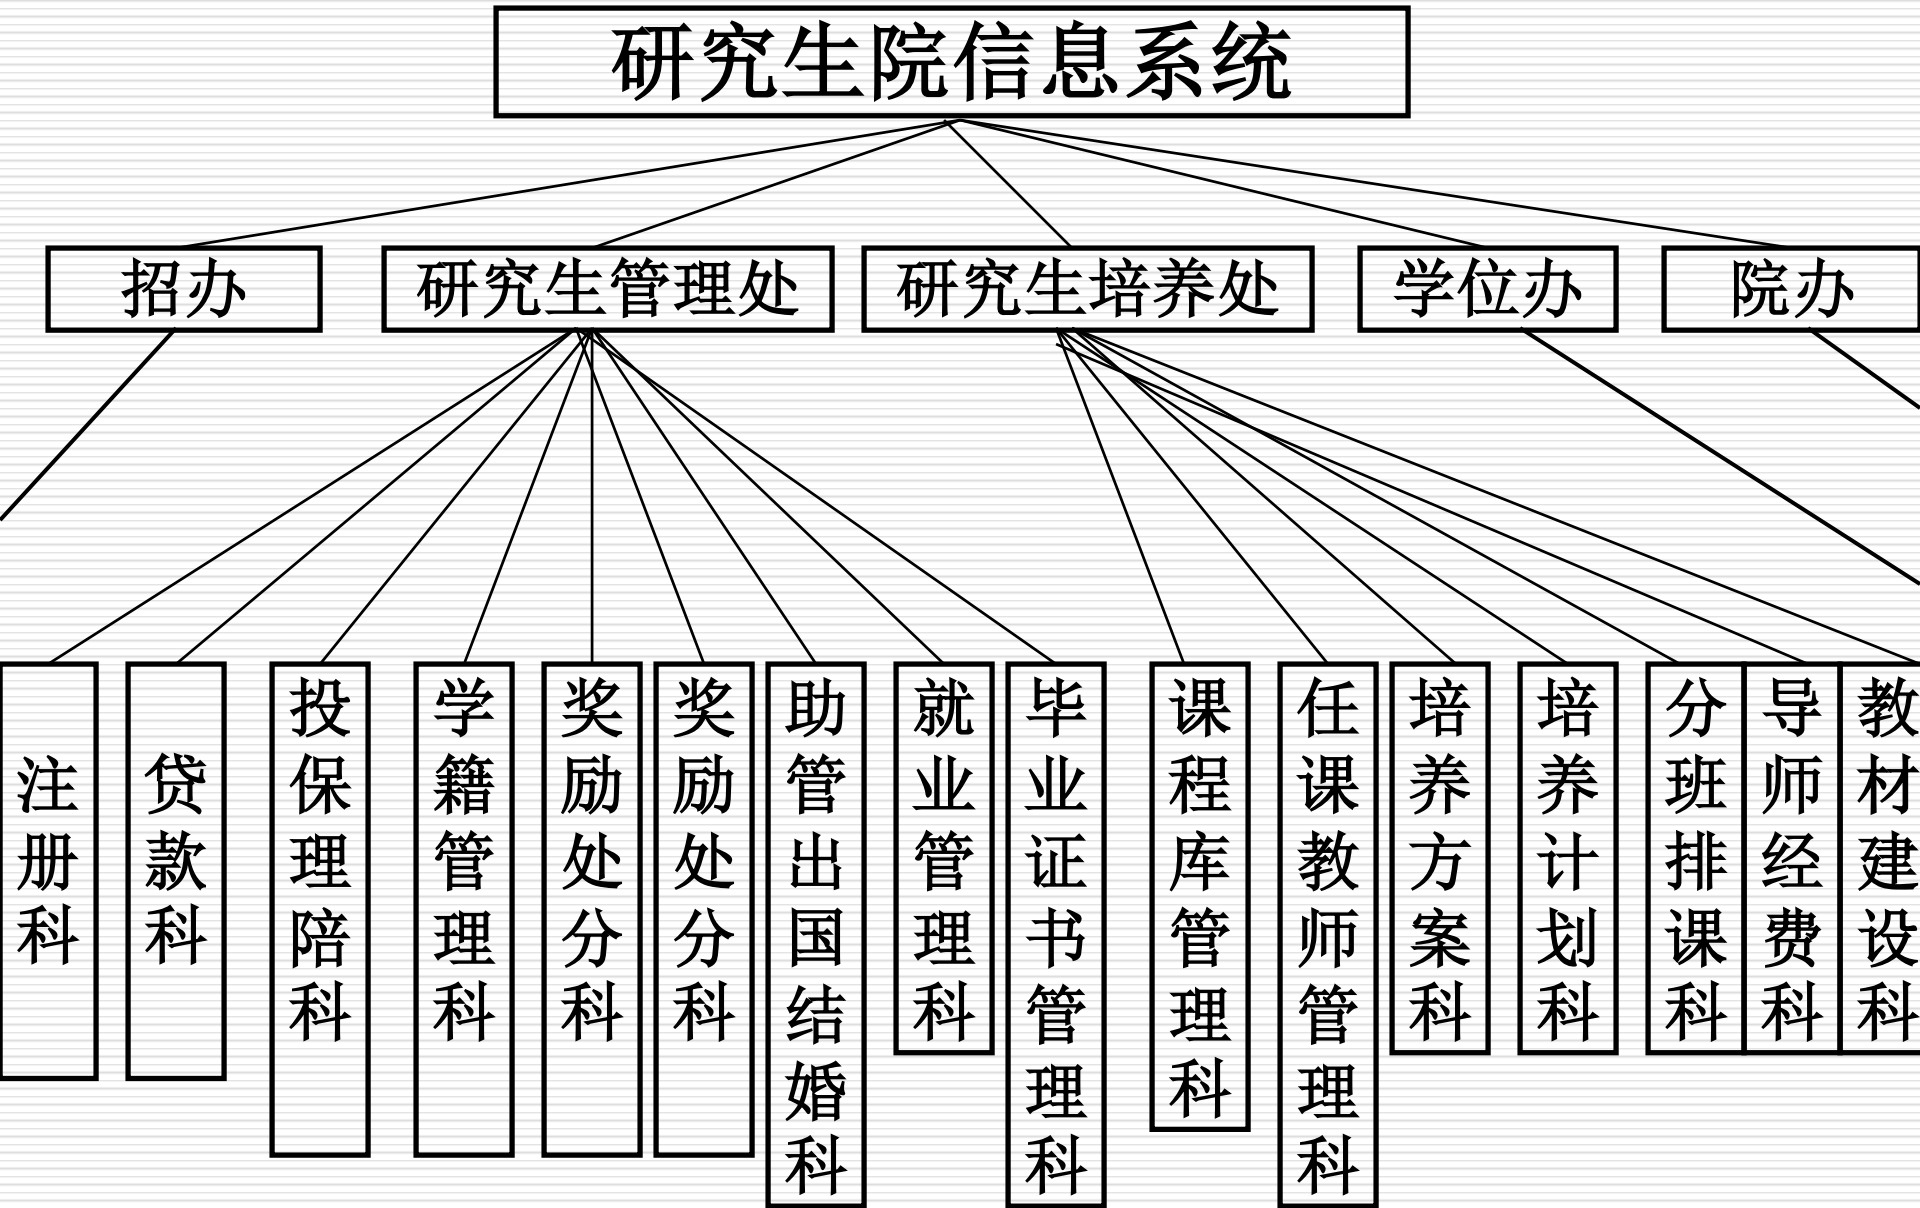 研究生院信息系统
招办
研究生管理处
研究生培养处
学位办
院办
注册科
贷款科
投保理陪科
学籍管理科
奖励处分科
奖励处分科
助管出国结婚科
就业管理科
毕业证书管理科
课程库管理科
任课教师管理科
培养方案科
培养计划科
分班排课科
导师经费科
教材建设科